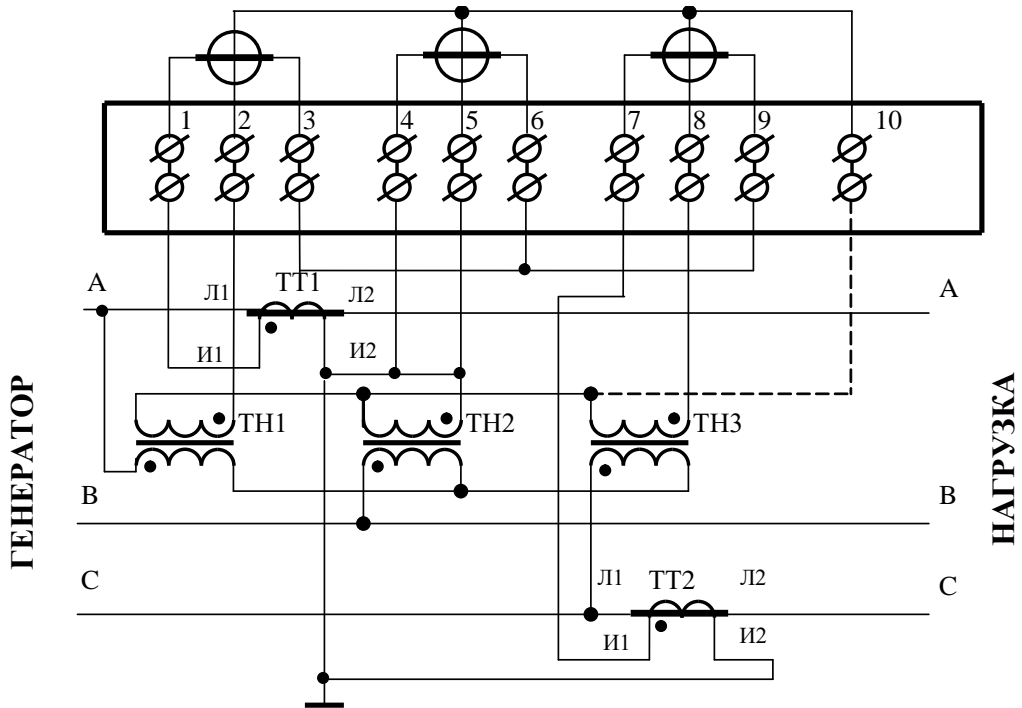 1 2 3 4 5 6 7 8 9 10
А ТТ1 А
Л1 Л2
И1 И2
ТН1 ТН2 ТН3
ГЕНЕРАТОР
НАГРУЗКА
В В
С Л1 ТТ2 Л2 С
И1 И2